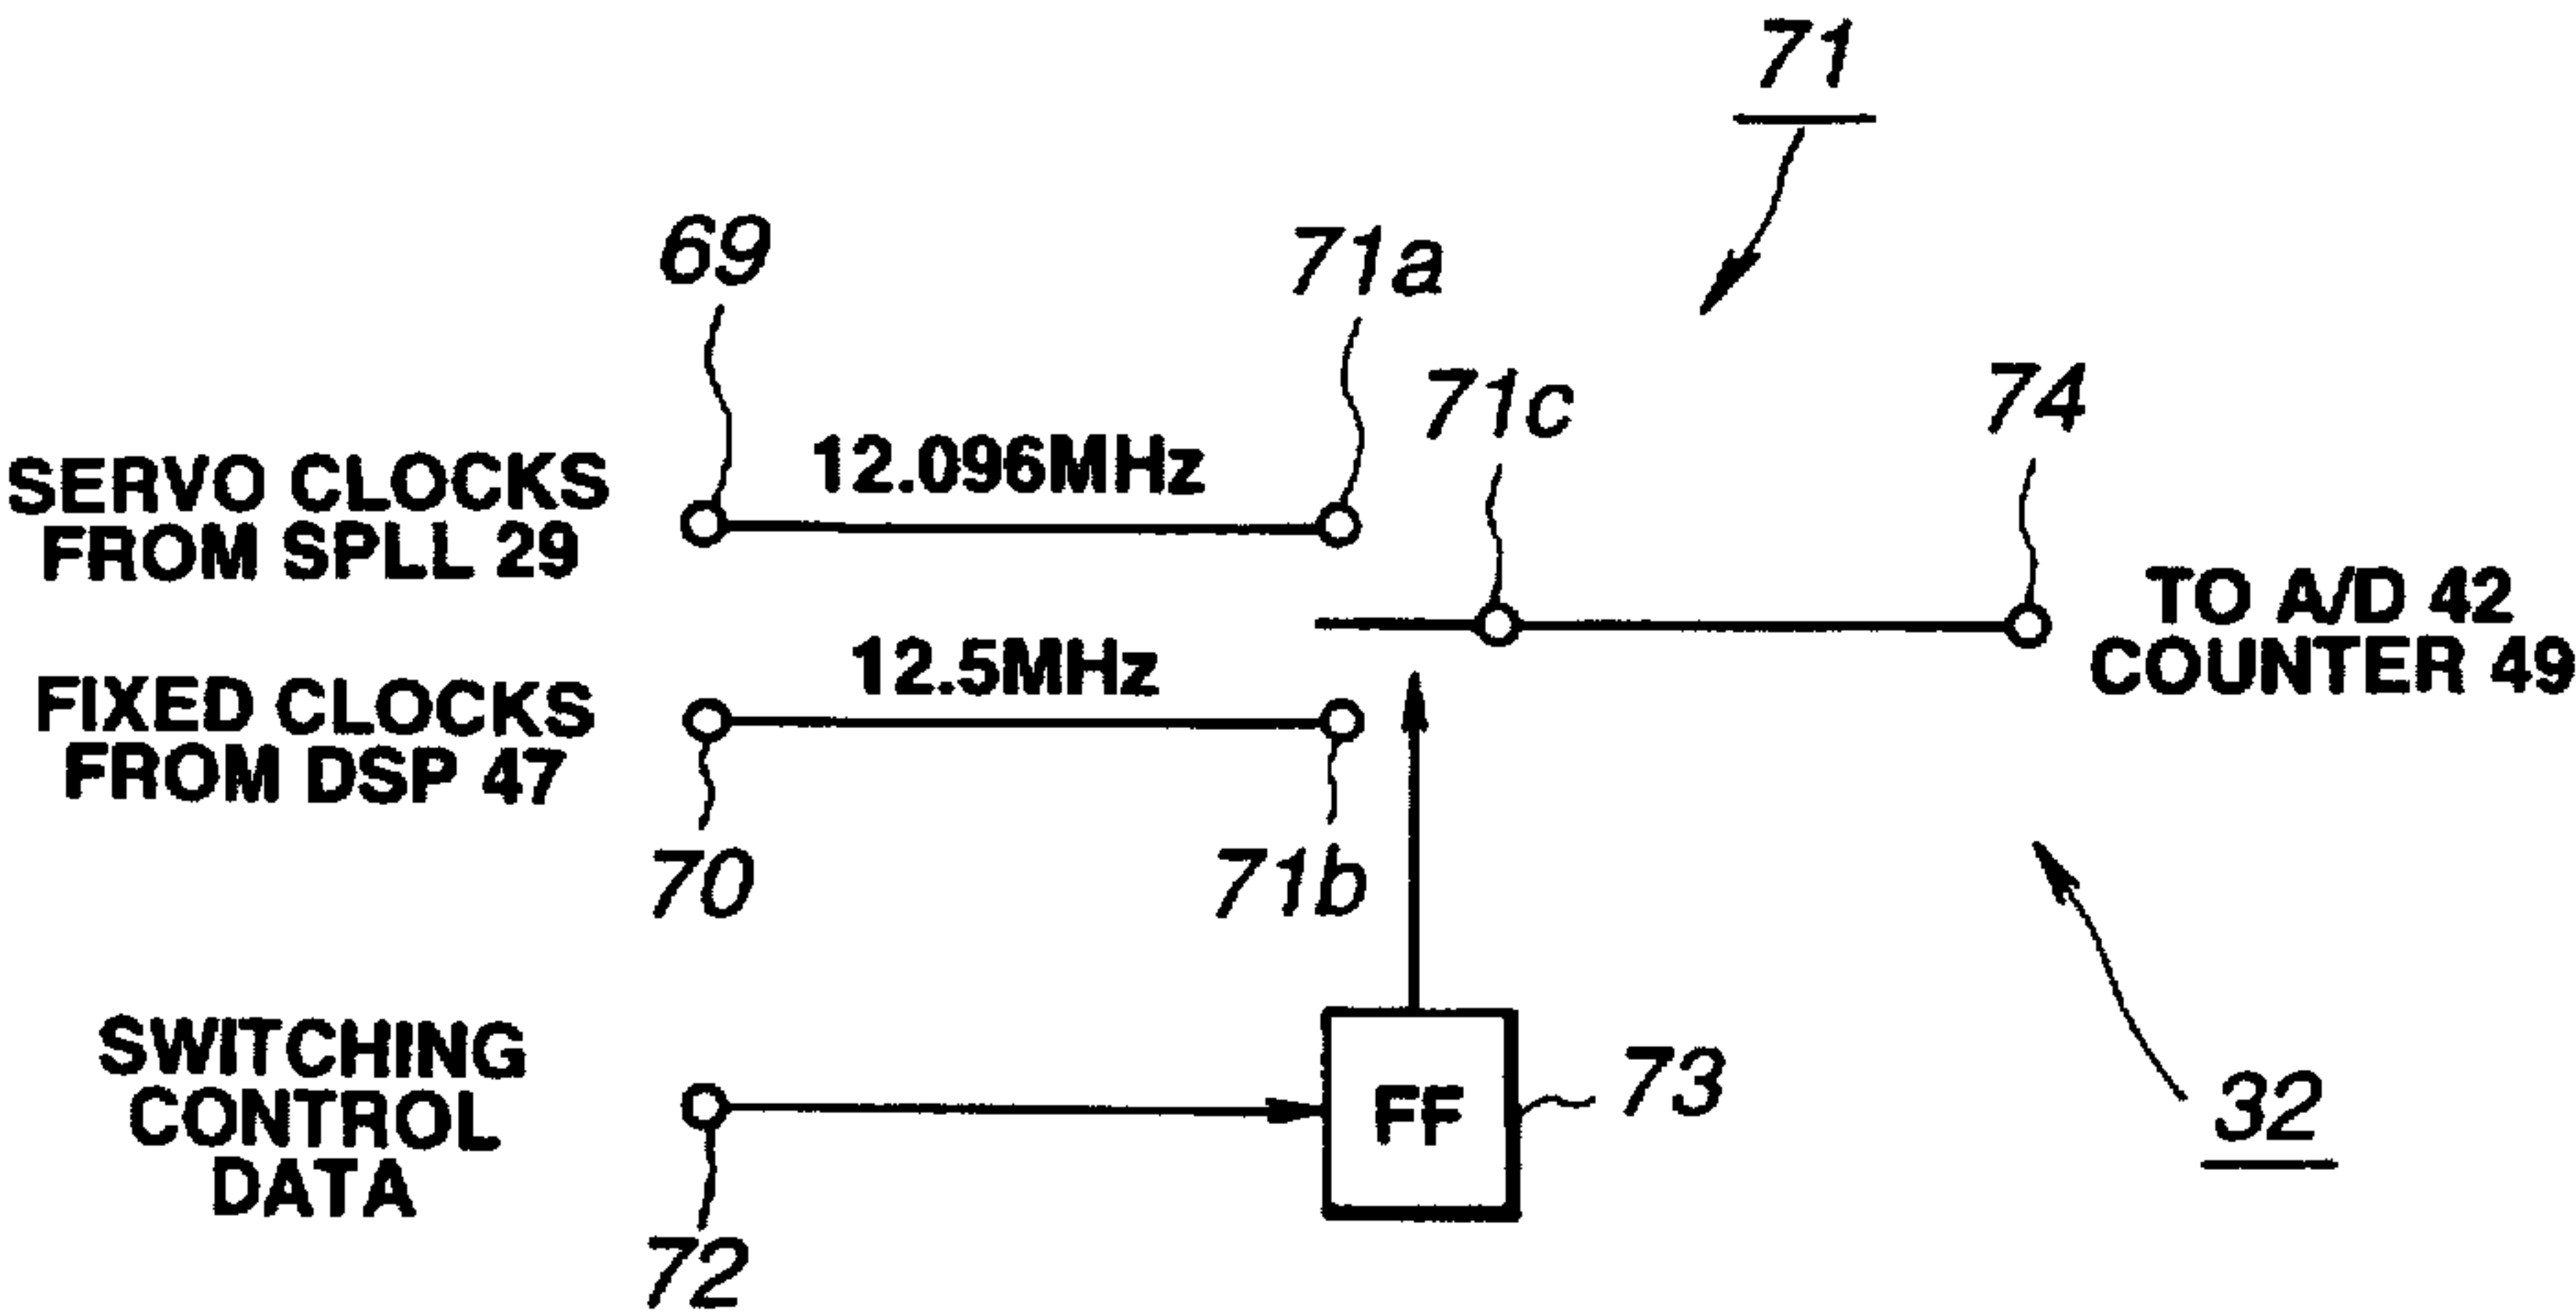 71
69
71a
71c
74
SERVO CLOCKS
FROM SPLL 29
12.096MHz
TO A/D 42
COUNTER 49
12.5MHz
FIXED CLOCKS
FROM DSP 47
70
71b
SWITCHING
CONTROL
DATA
FF
73
32
72